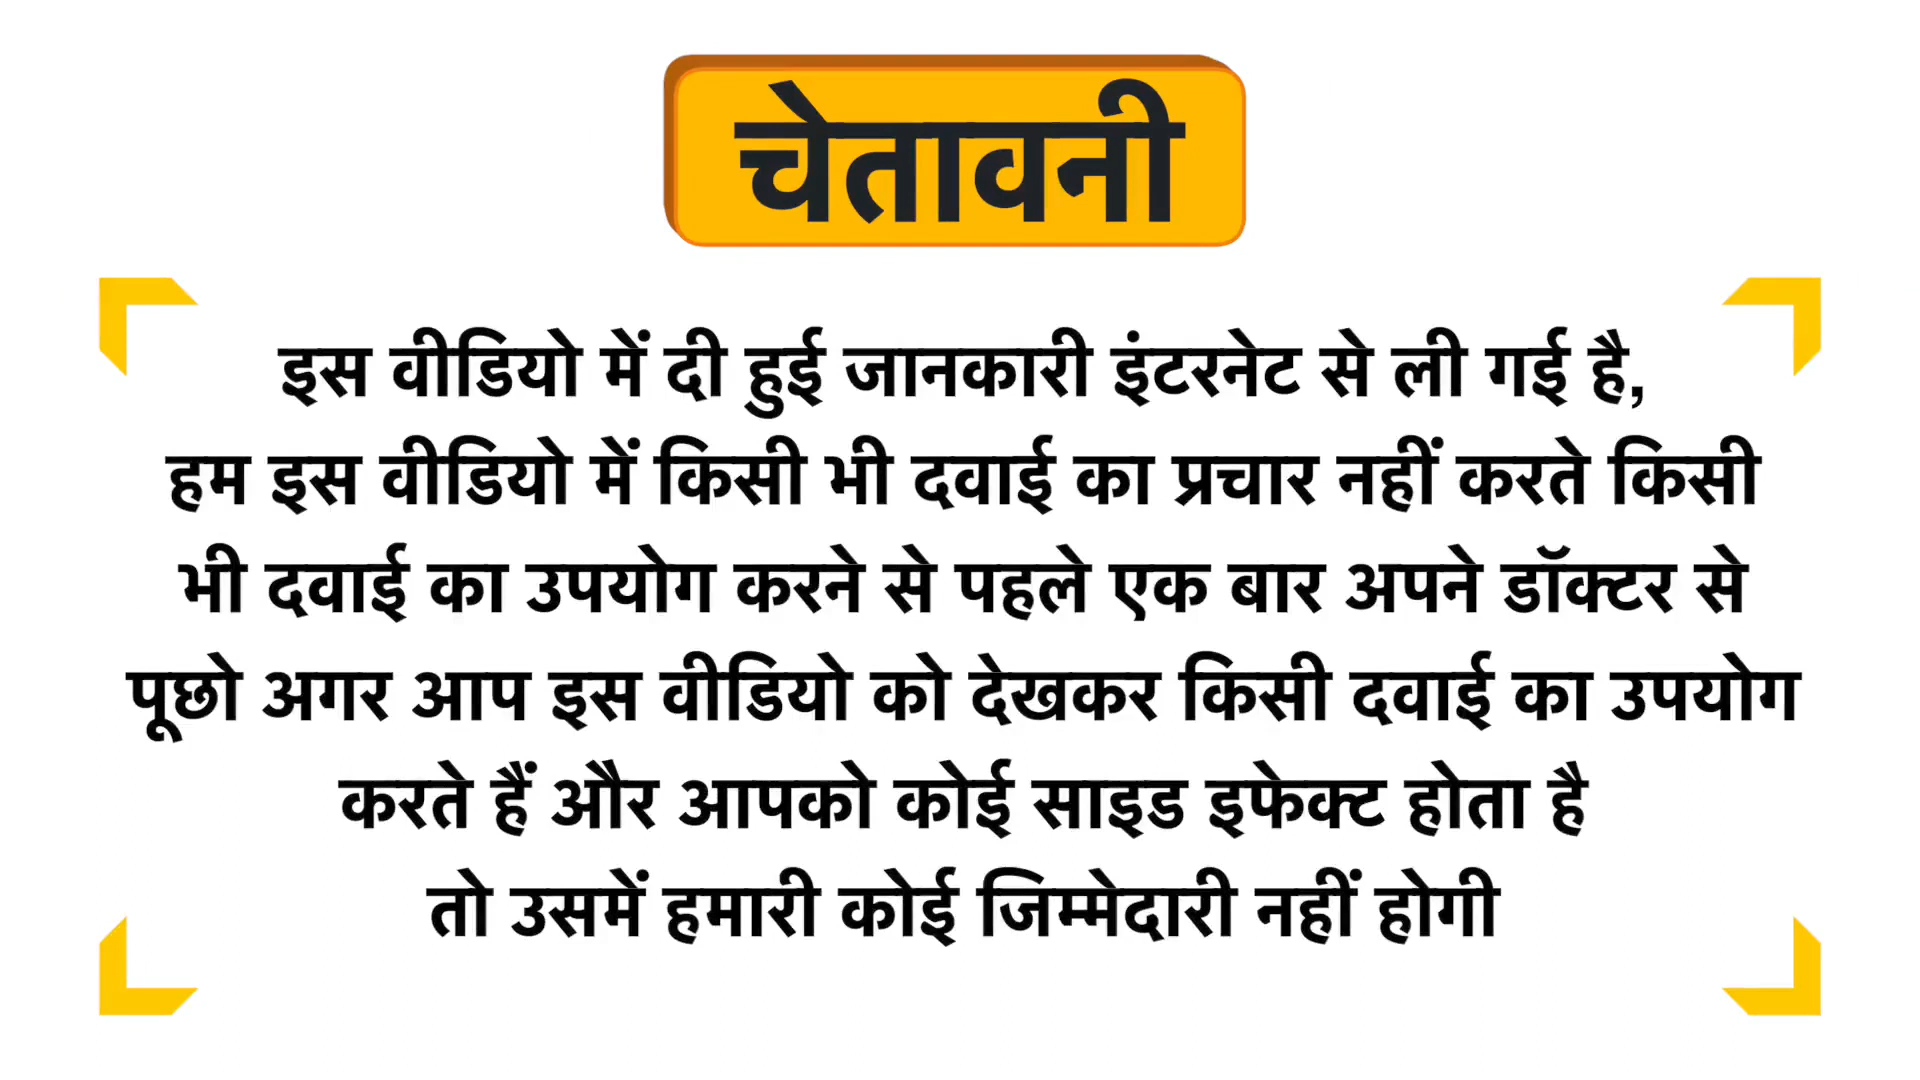 चेतावनी
इस वीडियो में दी हुई जानकारी इंटरनेट से ली गई है,
हम इस वीडियो में किसी भी दवाई का प्रचार नहीं करते किसी
भी दवाई का उपयोग करने से पहले एक बार अपने डॉक्टर से
पूछो अगर आप इस वीडियो को देखकर किसी दवाई का उपयोग
करते हैं और आपको कोई साइड इफेक्ट होता है
तो उसमें हमारी कोई जिम्मेदारी नहीं होगी